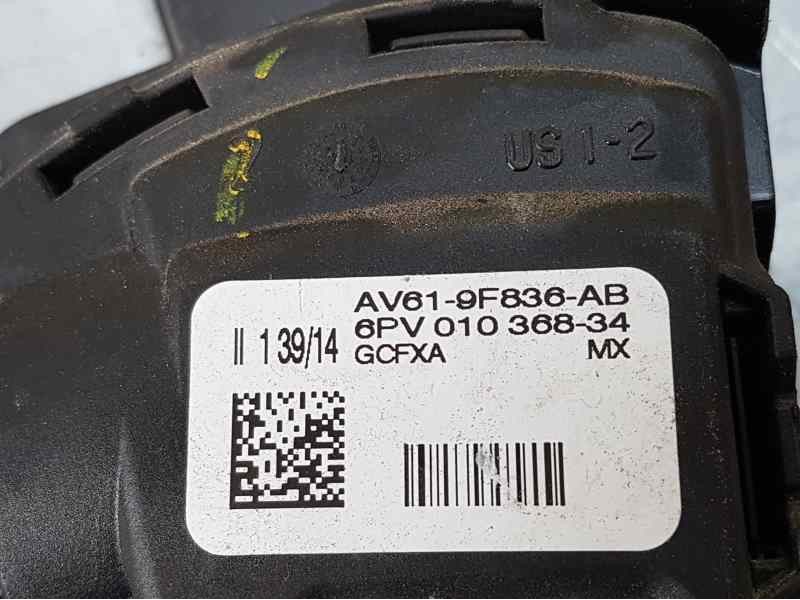 US 1-2
AV61-9F836-AB
6PV 010 368-34
II 1 39/14 GCFXA MX